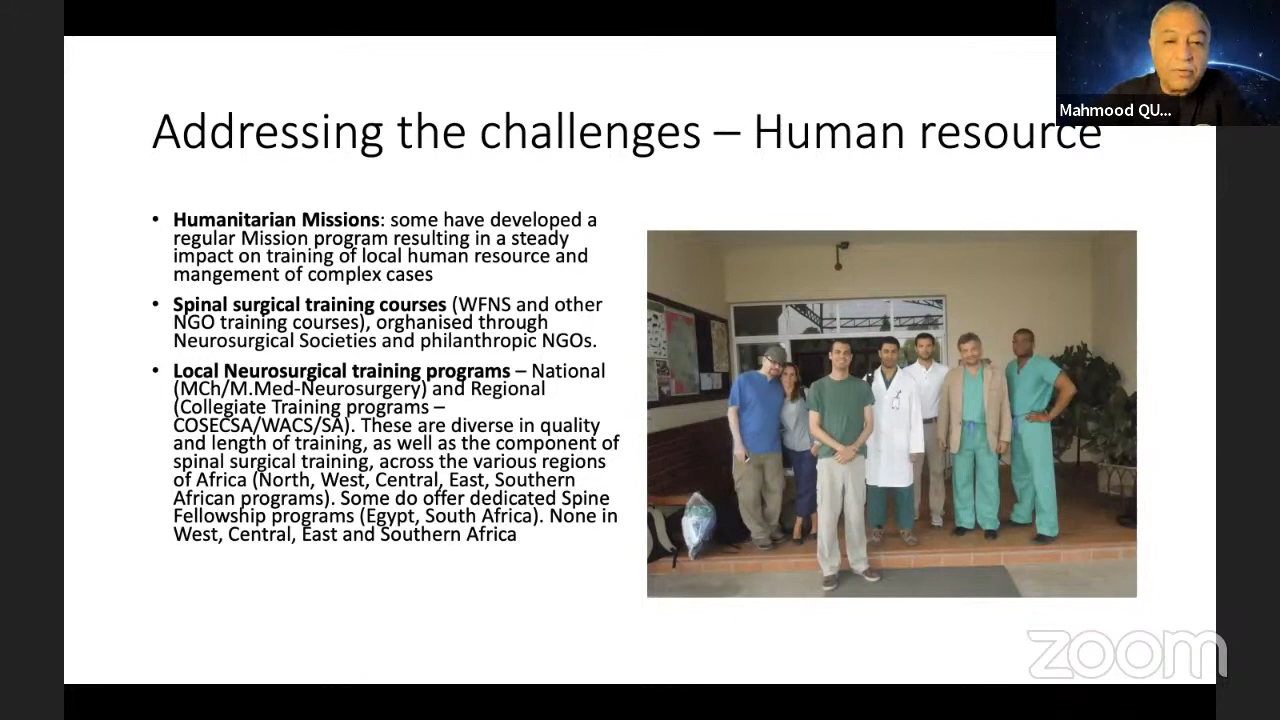 Mahmood QU...
Addressing the challenges – Human resource
• Humanitarian Missions: some have developed a
regular Mission program resulting in a steady
impact on training of local human resource and
mangement of complex cases
• Spinal surgical training courses (WFNS and other
NGO training courses), orghanised through
Neurosurgical Societies and philanthropic NGOs.
• Local Neurosurgical training programs – National
(MCh/M.Med-Neurosurgery) and Regional
(Collegiate Training programs –
COSECSA/WACS/SA). These are diverse in quality
and length of training, as well as the component of
spinal surgical training, across the various regions
of Africa (North, West, Central, East, Southern
African programs). Some do offer dedicated Spine
Fellowship programs (Egypt, South Africa). None in
West, Central, East and Southern Africa
zoom